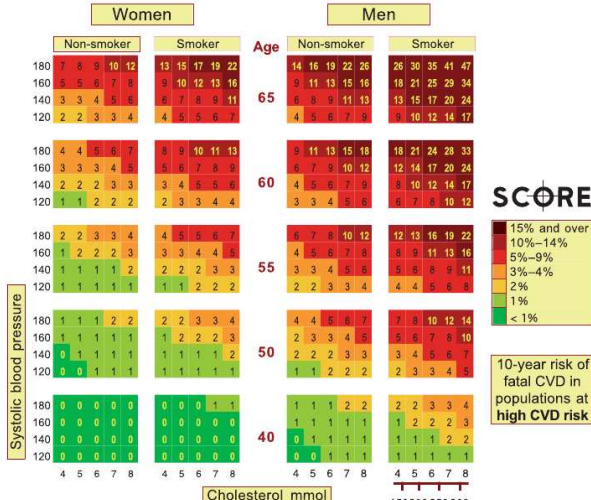 Women Men
Non-smoker Smoker Age Non-smoker Smoker
180 7 8 9 10 12 13 15 17 19 22 14 16 19 22 26 26 30 35 41 47
160 5 5 6 7 8 9 10 12 13 16 9 11 13 15 16 18 21 25 29 34
140 3 3 4 5 6 6 7 8 9 11 6 8 9 11 13 13 15 17 20 24
120 2 2 3 3 4 4 5 5 6 7 4 5 6 7 9 9 10 12 14 17
65
180 4 4 5 6 7 8 9 10 11 13 9 11 13 15 18 18 21 24 28 33
160 3 3 3 4 5 5 6 7 8 9 6 7 9 10 12 12 14 17 20 24
140 2 2 2 3 3 3 4 5 5 6 4 5 6 7 9 8 10 12 14 17
120 1 1 2 2 2 2 3 3 4 4 3 3 4 5 6 6 7 8 10 12
60
180 2 2 3 3 4 4 5 5 6 7 6 7 8 10 12 12 13 16 19 22
160 1 2 2 2 3 3 3 4 4 5 4 5 6 7 8 8 9 11 13 16
140 1 1 1 1 2 2 2 2 3 3 3 3 4 5 6 5 6 8 9 11
120 1 1 1 1 1 1 1 1 2 2 2 2 3 3 4 4 4 5 6 8
55
180 1 1 1 2 2 2 2 3 3 4 4 4 5 6 7 7 8 10 12 14
160 1 1 1 1 1 1 2 2 2 3 2 3 3 4 5 5 6 7 8 10
140 0 1 1 1 1 1 1 1 1 2 2 2 2 3 3 3 4 5 6 7
120 0 0 1 1 1 1 1 1 1 1 1 1 2 2 2 2 3 3 4 5
50
180 0 0 0 0 0 0 0 0 1 1 1 1 1 2 2 2 2 3 3 4
160 0 0 0 0 0 0 0 0 0 0 1 1 1 1 1 1 2 2 2 3
140 0 0 0 0 0 0 0 0 0 0 0 1 1 1 1 1 1 1 2 2
120 0 0 0 0 0 0 0 0 0 0 0 0 1 1 1 1 1 1 1 1
40
4 5 6 7 8 4 5 6 7 8 4 5 6 7 8 4 5 6 7 8
Systolic blood pressure
Cholesterol mmol
SCORE
15% and over
10%–14%
5%–9%
3%–4%
2%
1%
< 1%
10-year risk of
fatal CVD in
populations at
high CVD risk